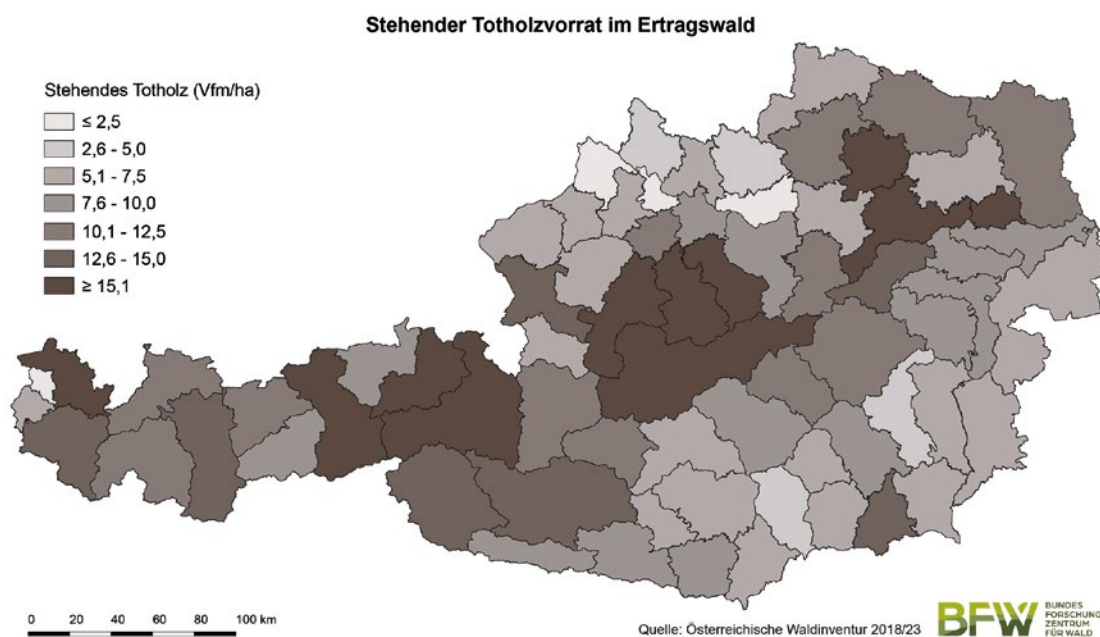 Stehender Totholzvorrat im Ertragswald
Stehendes Totholz (Vfm/ha)
≤ 2,5
2,6 - 5,0
5,1 - 7,5
7,6 - 10,0
10,1 - 12,5
12,6 - 15,0
≥ 15,1
0 20 40 60 80 100 km
Quelle: Österreichische Waldinventur 2018/23
BFW
BUNDES
FORSCHUNGS
ZENTRUM
FÜR WALD